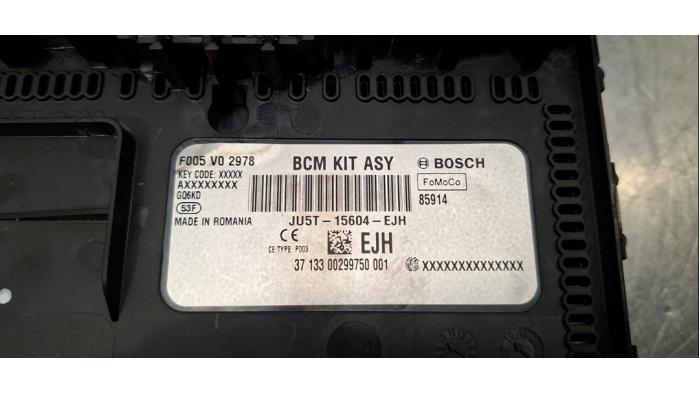 F005 V0 2978
BCM KIT ASY
BOSCH
KEY CODE: XXXXX
AXXXXXXXX
GQ6KD
53F
MADE IN ROMANIA
FoMoCo
85914
JU5T-15604-EJH
CE
CE TYPE P003
EJH
37 133 00299750 001
XXXXXXXXXXXXXX